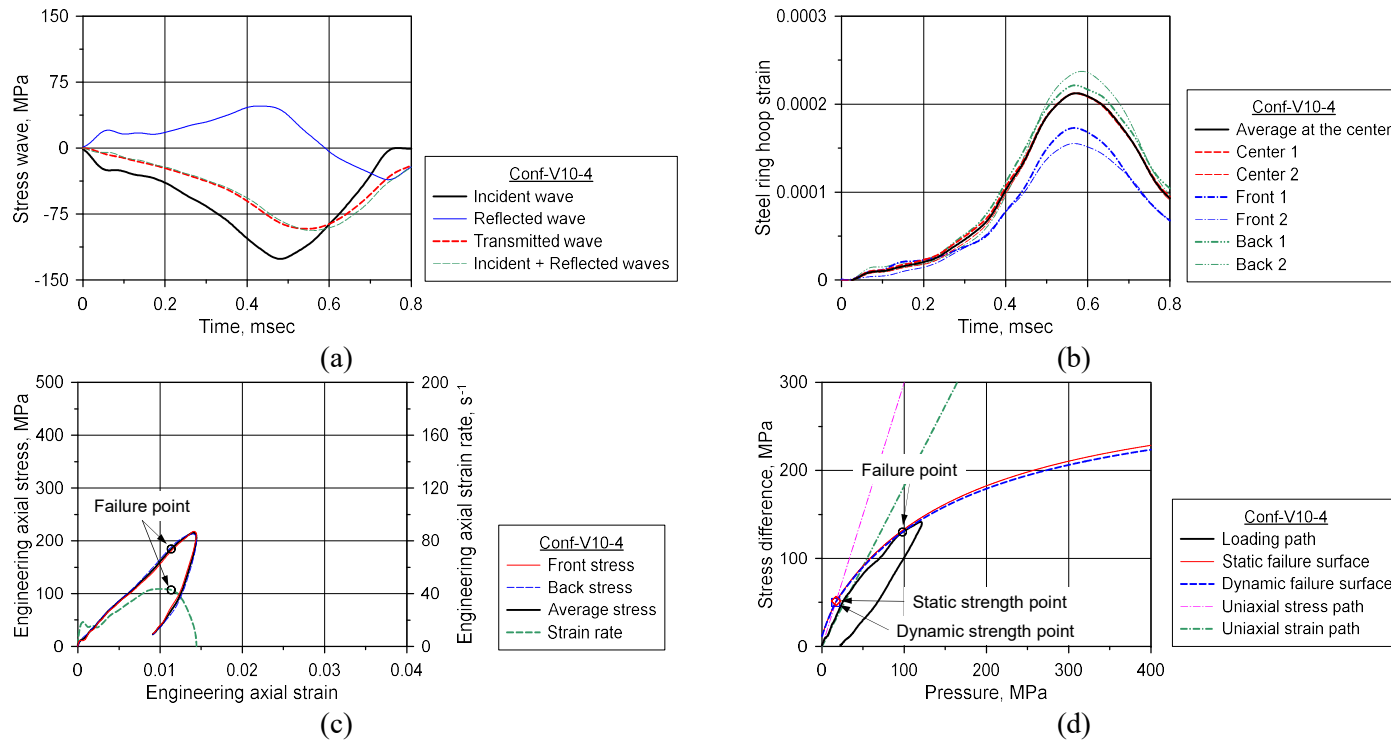 150
75
0
-75
-150
Stress wave, MPa
0
0.2
0.4
0.6
0.8
Time, msec
Conf-V10-4
Incident wave
Reflected wave
Transmitted wave
Incident + Reflected waves
(a)
0.0003
0.0002
0.0001
0
Steel ring hoop strain
0
0.2
0.4
0.6
0.8
Time, msec
Conf-V10-4
Average at the center
Center 1
Center 2
Front 1
Front 2
Back 1
Back 2
(b)
500
400
300
200
100
0
Engineering axial stress, MPa
200
160
120
80
40
0
Engineering axial strain rate, s⁻¹
Failure point
0
0.01
0.02
0.03
0.04
Engineering axial strain
Conf-V10-4
Front stress
Back stress
Average stress
Strain rate
(c)
300
200
100
0
Stress difference, MPa
Failure point
Static strength point
Dynamic strength point
0
100
200
300
400
Pressure, MPa
Conf-V10-4
Loading path
Static failure surface
Dynamic failure surface
Uniaxial stress path
Uniaxial strain path
(d)